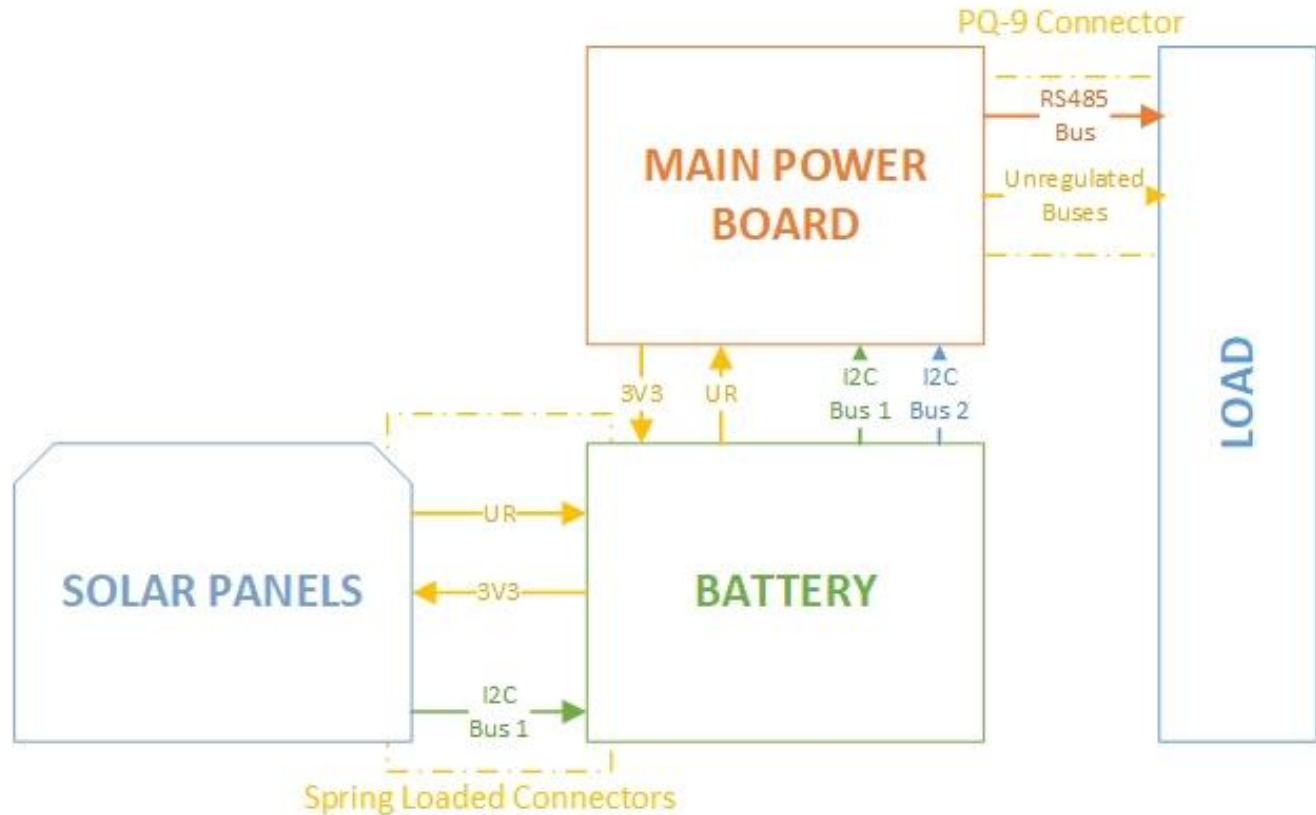 PQ-9 Connector
MAIN POWER
BOARD
RS485
Bus
Unregulated
Buses
3V3
UR
I2C
Bus 1
I2C
Bus 2
LOAD
SOLAR PANELS
UR
3V3
I2C
Bus 1
BATTERY
Spring Loaded Connectors